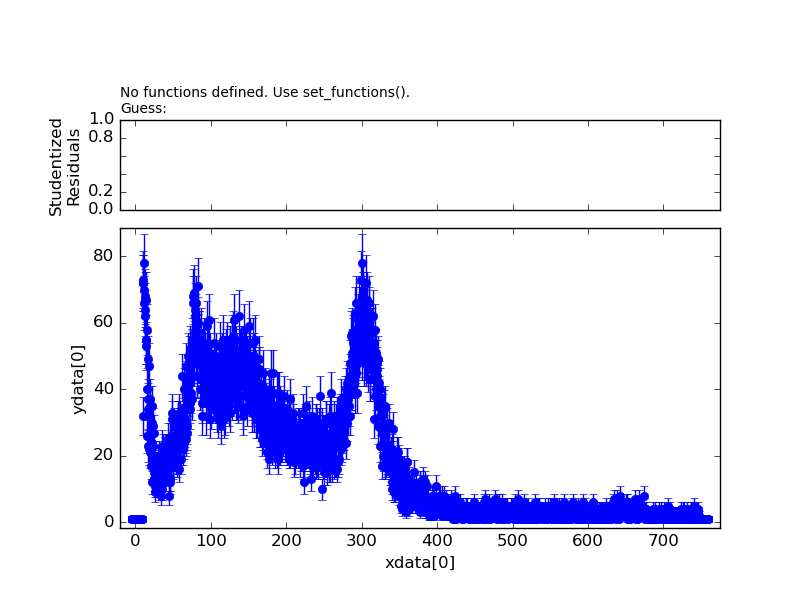 No functions defined. Use set_functions().
Guess:
1.0
0.8
0.2
0.0
Studentized
Residuals
80
60
40
20
0
ydata[0]
0 100 200 300 400 500 600 700
xdata[0]